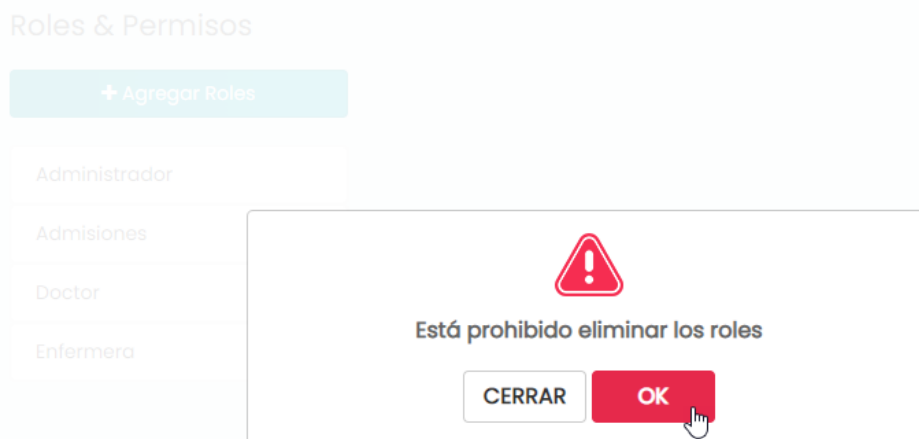 Roles & Permisos
+ Agregar Roles
Administrador
Admisiones
Doctor
Enfermera
Está prohibido eliminar los roles
CERRAR
OK